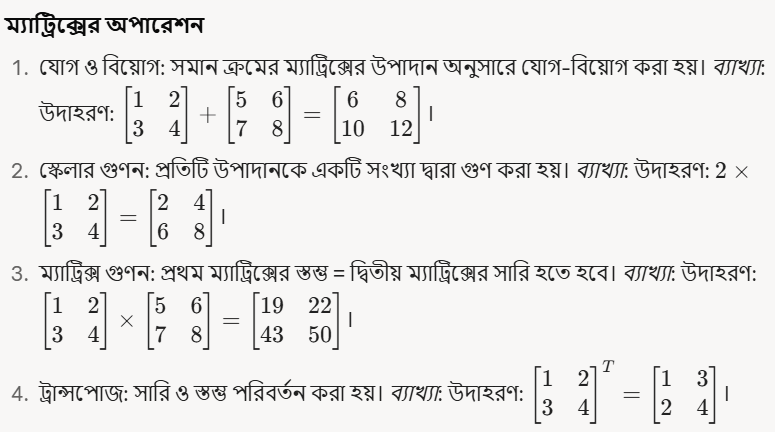 ম্যাট্রিক্সের অপারেশন
1. যোগ ও বিয়োগ: সমান ক্রমের ম্যাট্রিক্সের উপাদান অনুসারে যোগ-বিয়োগ করা হয়। ব্যাখ্যা:
উদাহরণ: $\begin{bmatrix} 1 & 2 \\ 3 & 4 \end{bmatrix} + \begin{bmatrix} 5 & 6 \\ 7 & 8 \end{bmatrix} = \begin{bmatrix} 6 & 8 \\ 10 & 12 \end{bmatrix}$।
2. স্কেলার গুণন: প্রতিটি উপাদানকে একটি সংখ্যা দ্বারা গুণ করা হয়। ব্যাখ্যা: উদাহরণ: $2 \times$
$\begin{bmatrix} 1 & 2 \\ 3 & 4 \end{bmatrix} = \begin{bmatrix} 2 & 4 \\ 6 & 8 \end{bmatrix}$।
3. ম্যাট্রিক্স গুণন: প্রথম ম্যাট্রিক্সের স্তম্ভ = দ্বিতীয় ম্যাট্রিক্সের সারি হতে হবে। ব্যাখ্যা: উদাহরণ:
$\begin{bmatrix} 1 & 2 \\ 3 & 4 \end{bmatrix} \times \begin{bmatrix} 5 & 6 \\ 7 & 8 \end{bmatrix} = \begin{bmatrix} 19 & 22 \\ 43 & 50 \end{bmatrix}$।
4. ট্রান্সপোজ: সারি ও স্তম্ভ পরিবর্তন করা হয়। ব্যাখ্যা: উদাহরণ: $\begin{bmatrix} 1 & 2 \\ 3 & 4 \end{bmatrix}^T = \begin{bmatrix} 1 & 3 \\ 2 & 4 \end{bmatrix}$।